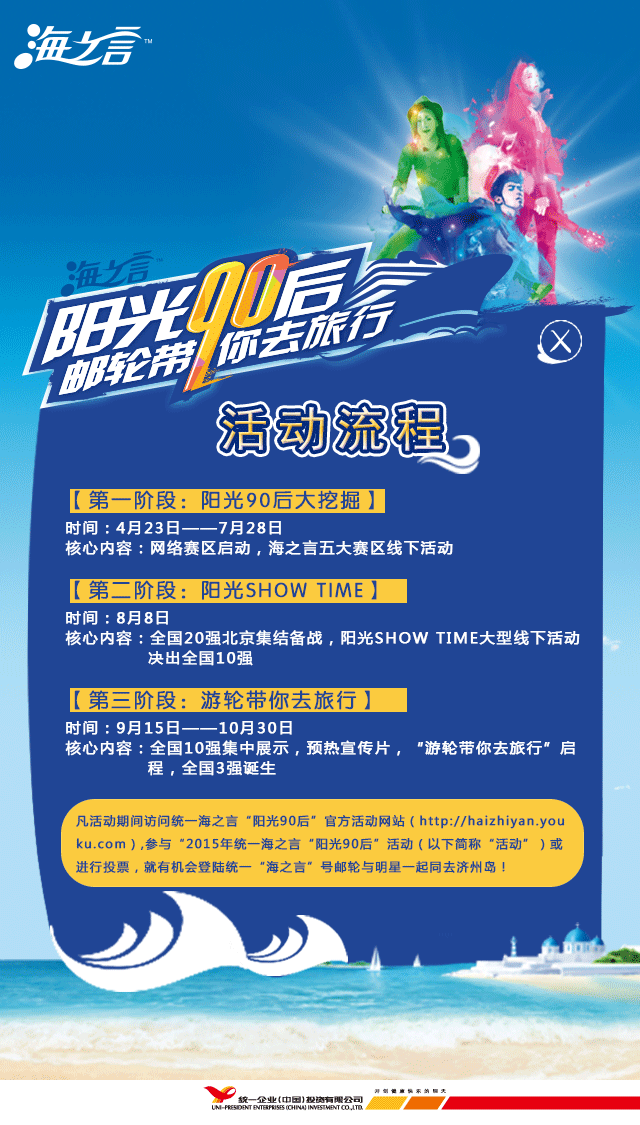 海之言™
海之言™
阳光90后
邮轮带你去旅行
X
活动流程
【第一阶段：阳光90后大挖掘】
时间：4月23日——7月28日
核心内容：网络赛区启动，海之言五大赛区线下活动
【第二阶段：阳光SHOW TIME】
时间：8月8日
核心内容：全国20强北京集结备战，阳光SHOW TIME大型线下活动
决出全国10强
【第三阶段：游轮带你去旅行】
时间：9月15日——10月30日
核心内容：全国10强集中展示，预热宣传片，“游轮带你去旅行”启
程，全国3强诞生
凡活动期间访问统一海之言“阳光90后”官方活动网站（http://haizhiyan.you
ku.com）,参与“2015年统一海之言“阳光90后”活动（以下简称“活动”）或
进行投票，就有机会登陆统一“海之言”号邮轮与明星一起同去济州岛！
开创健康快乐的明天
统一企业(中国)投资有限公司
UNI-PRESIDENT ENTERPRISES (CHINA) INVESTMENT CO.,LTD.